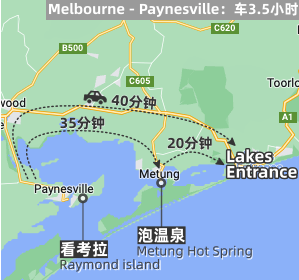 Melbourne - Paynesville：车3.5小时
C620
B500
C605
Toorlo
wood
40分钟
35分钟
A1
20分钟
Lakes
Entrance
Metung
Paynesville
泡温泉
Metung Hot Spring
看考拉
Raymond island